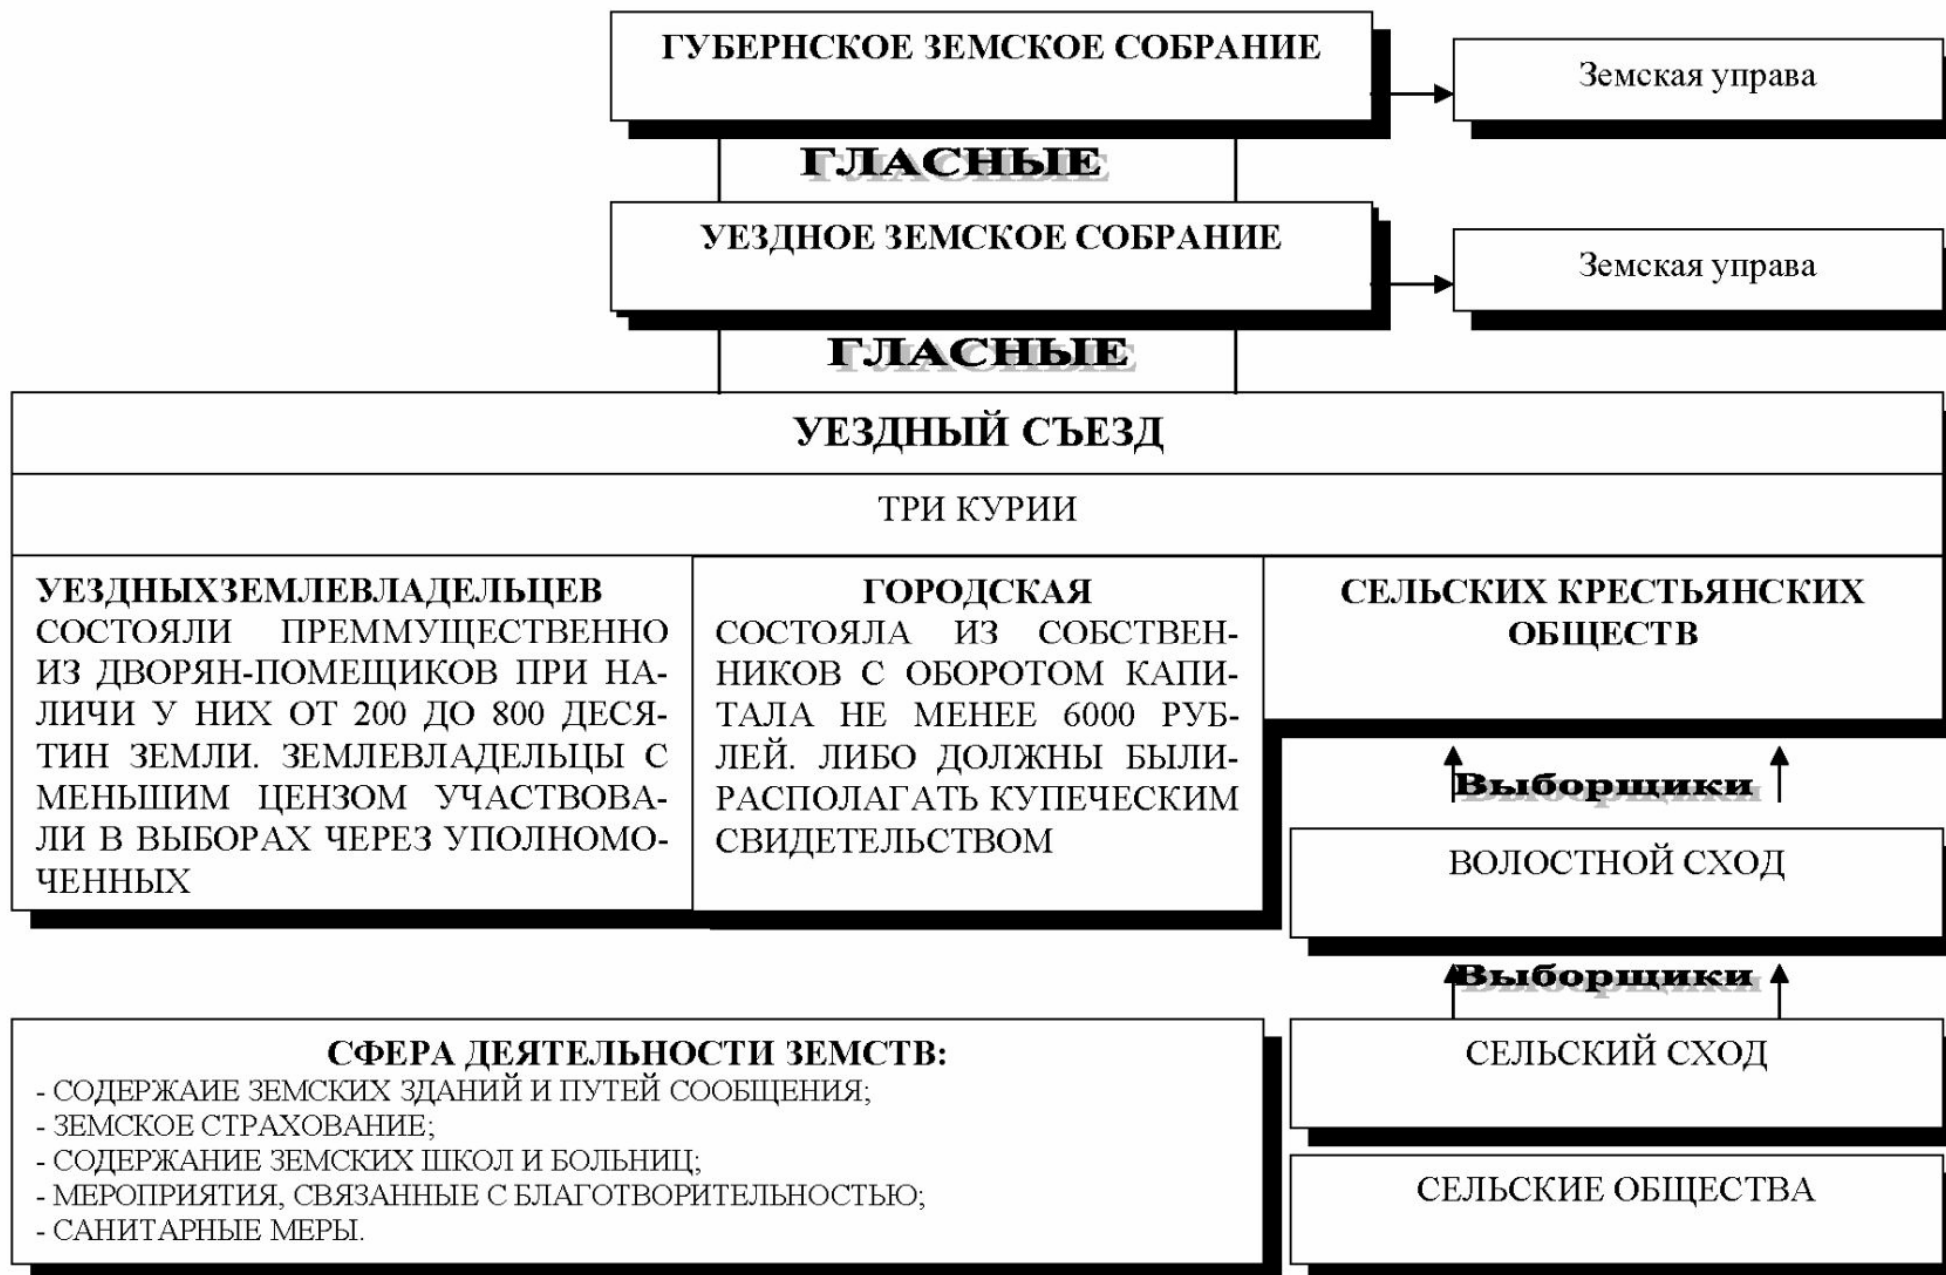 ГУБЕРНСКОЕ ЗЕМСКОЕ СОБРАНИЕ
Земская управа
ГЛАСНЫЕ
УЕЗДНОЕ ЗЕМСКОЕ СОБРАНИЕ
Земская управа
ГЛАСНЫЕ
УЕЗДНЫЙ СЪЕЗД
ТРИ КУРИИ
УЕЗДНЫХЗЕМЛЕВЛАДЕЛЬЦЕВ
СОСТОЯЛИ ПРЕММУЩЕСТВЕННО
ИЗ ДВОРЯН-ПОМЕЩИКОВ ПРИ НА-
ЛИЧИ У НИХ ОТ 200 ДО 800 ДЕСЯ-
ТИН ЗЕМЛИ. ЗЕМЛЕВЛАДЕЛЬЦЫ С
МЕНЬШИМ ЦЕНЗОМ УЧАСТВОВА-
ЛИ В ВЫБОРАХ ЧЕРЕЗ УПОЛНОМО-
ЧЕННЫХ
ГОРОДСКАЯ
СОСТОЯЛА ИЗ СОБСТВЕН-
НИКОВ С ОБОРОТОМ КАПИ-
ТАЛА НЕ МЕНЕЕ 6000 РУБ-
ЛЕЙ. ЛИБО ДОЛЖНЫ БЫЛИ-
РАСПОЛАГАТЬ КУПЕЧЕСКИМ
СВИДЕТЕЛЬСТВОМ
СЕЛЬСКИХ КРЕСТЬЯНСКИХ
ОБЩЕСТВ
Выборщики
ВОЛОСТНОЙ СХОД
Выборщики
СЕЛЬСКИЙ СХОД
СЕЛЬСКИЕ ОБЩЕСТВА
СФЕРА ДЕЯТЕЛЬНОСТИ ЗЕМСТВ:
- СОДЕРЖАИЕ ЗЕМСКИХ ЗДАНИЙ И ПУТЕЙ СООБЩЕНИЯ;
- ЗЕМСКОЕ СТРАХОВАНИЕ;
- СОДЕРЖАНИЕ ЗЕМСКИХ ШКОЛ И БОЛЬНИЦ;
- МЕРОПРИЯТИЯ, СВЯЗАННЫЕ С БЛАГОТВОРИТЕЛЬНОСТЬЮ;
- САНИТАРНЫЕ МЕРЫ.